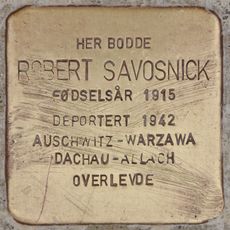 HER BODDE
ROBERT SAVOSNICK
FØDSELSÅR 1915
DEPORTERT 1942
AUSCHWITZ-WARZAWA
DACHAU-ALLACH
OVERLEVDE